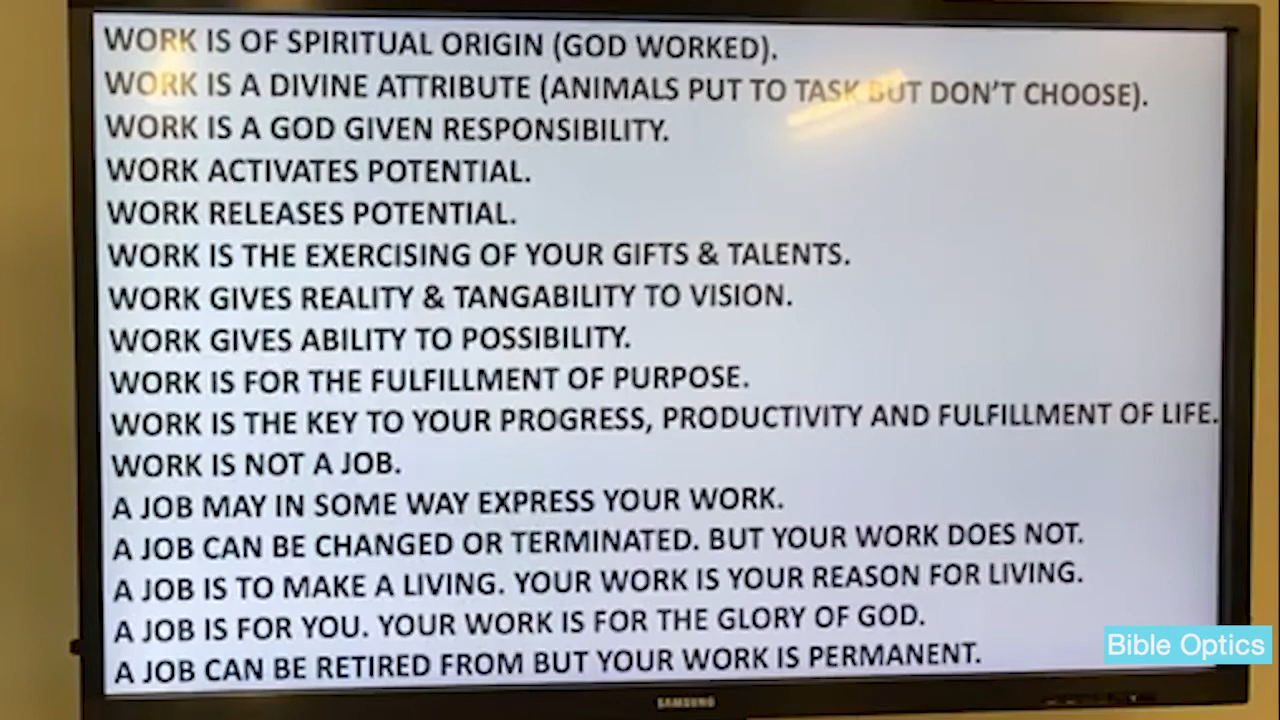 WORK IS OF SPIRITUAL ORIGIN (GOD WORKED).
WORK IS A DIVINE ATTRIBUTE (ANIMALS PUT TO TASK BUT DON'T CHOOSE).
WORK IS A GOD GIVEN RESPONSIBILITY.
WORK ACTIVATES POTENTIAL.
WORK RELEASES POTENTIAL.
WORK IS THE EXERCISING OF YOUR GIFTS & TALENTS.
WORK GIVES REALITY & TANGABILITY TO VISION.
WORK GIVES ABILITY TO POSSIBILITY.
WORK IS FOR THE FULFILLMENT OF PURPOSE.
WORK IS THE KEY TO YOUR PROGRESS, PRODUCTIVITY AND FULFILLMENT OF LIFE.
WORK IS NOT A JOB.
A JOB MAY IN SOME WAY EXPRESS YOUR WORK.
A JOB CAN BE CHANGED OR TERMINATED. BUT YOUR WORK DOES NOT.
A JOB IS TO MAKE A LIVING. YOUR WORK IS YOUR REASON FOR LIVING.
A JOB IS FOR YOU. YOUR WORK IS FOR THE GLORY OF GOD.
A JOB CAN BE RETIRED FROM BUT YOUR WORK IS PERMANENT.
Bible Optics
SAMSUNG